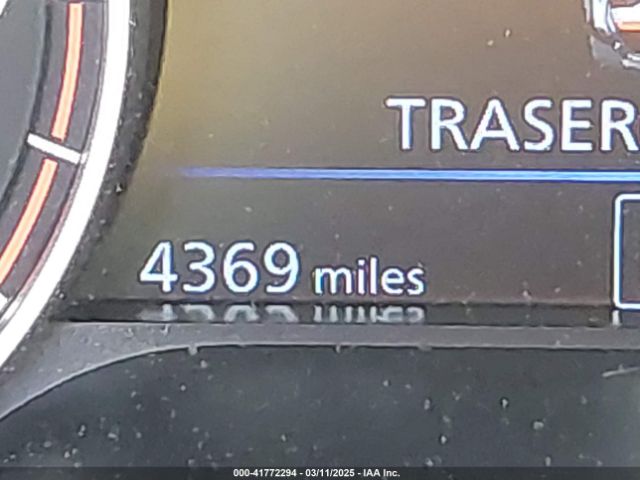 TRASER
4369 miles
000-41772294 - 03/11/2025 - IAA Inc.